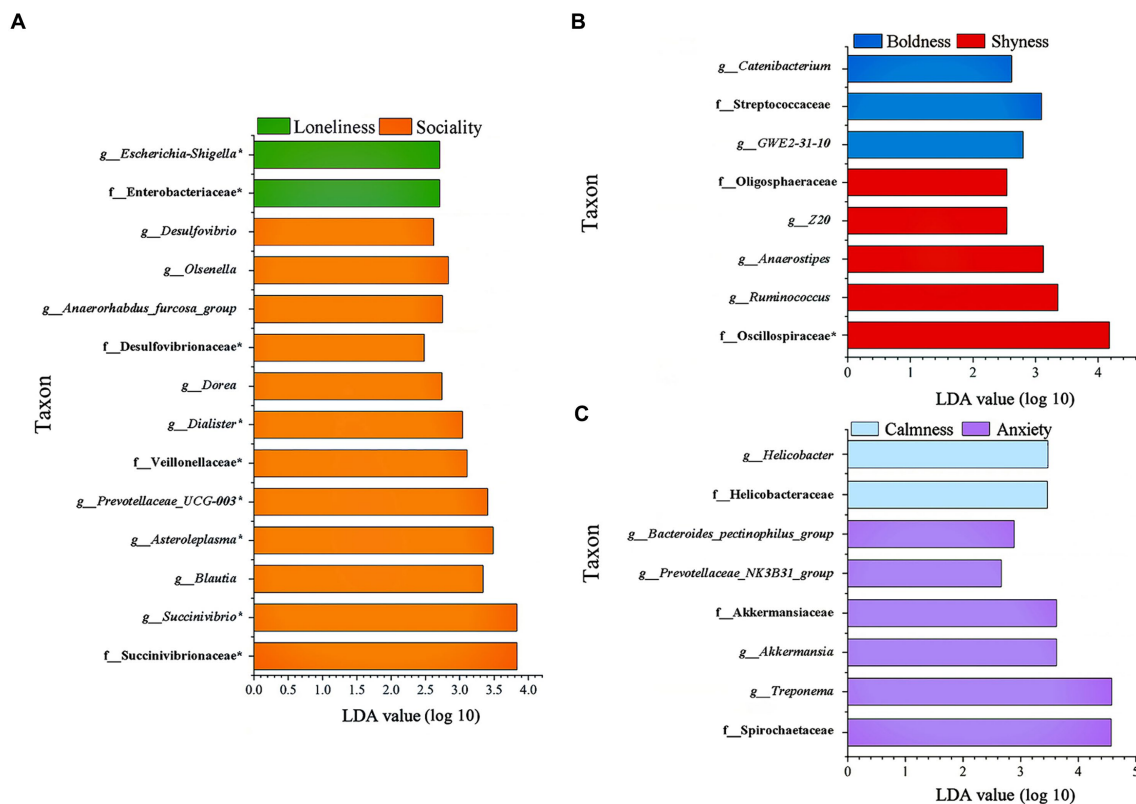 A
Loneliness Sociality
g__Escherichia-Shigella*
f__Enterobacteriaceae*
g__Desulfovibrio
g__Olsenella
g__Anaerorhabdus_furcosa_group
f__Desulfovibrionaceae*
g__Dorea
g__Dialister*
f__Veillonellaceae*
g__Prevotellaceae_UCG-003*
g__Asteroleplasma*
g__Blautia
g__Succinivibrio*
f__Succinivibrionaceae*
Taxon
0.0 0.5 1.0 1.5 2.0 2.5 3.0 3.5 4.0
LDA value (log 10)
B
Boldness Shyness
g__Catenibacterium
f__Streptococcaceae
g__GWE2-31-10
f__Oligosphaeraceae
g__Z20
g__Anaerostipes
g__Ruminococcus
f__Oscillospiraceae*
Taxon
0 1 2 3 4
LDA value (log 10)
C
Calmness Anxiety
g__Helicobacter
f__Helicobacteraceae
g__Bacteroides_pectinophilus_group
g__Prevotellaceae_NK3B31_group
f__Akkermansiaceae
g__Akkermansia
g__Treponema
f__Spirochaetaceae
Taxon
0 1 2 3 4 5
LDA value (log 10)